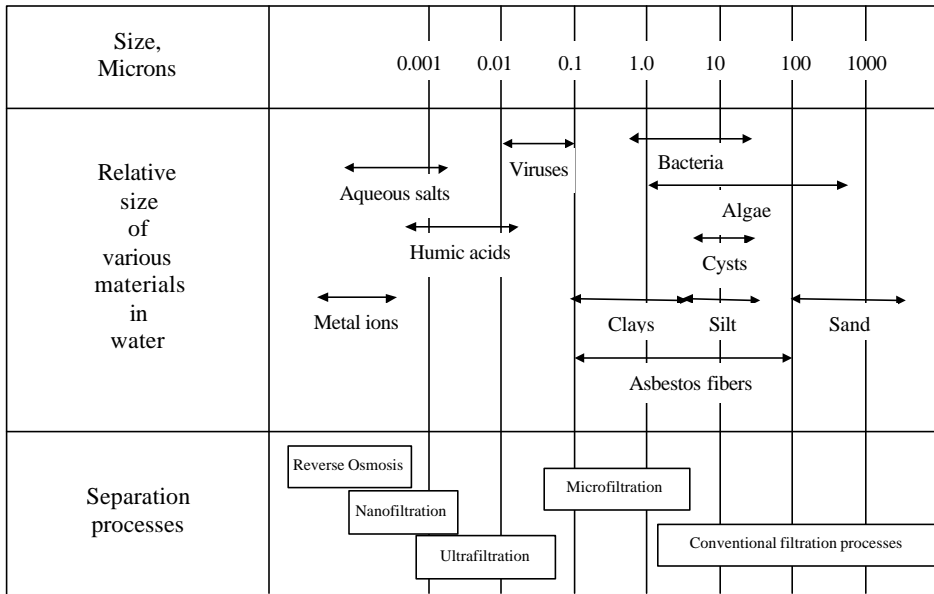 Size,
Microns
0.001 0.01 0.1 1.0 10 100 1000
Relative
size
of
various
materials
in
water
Viruses
Bacteria
Aqueous salts
Algae
Humic acids
Cysts
Metal ions
Clays
Silt
Sand
Asbestos fibers
Separation
processes
Reverse Osmosis
Nanofiltration
Ultrafiltration
Microfiltration
Conventional filtration processes